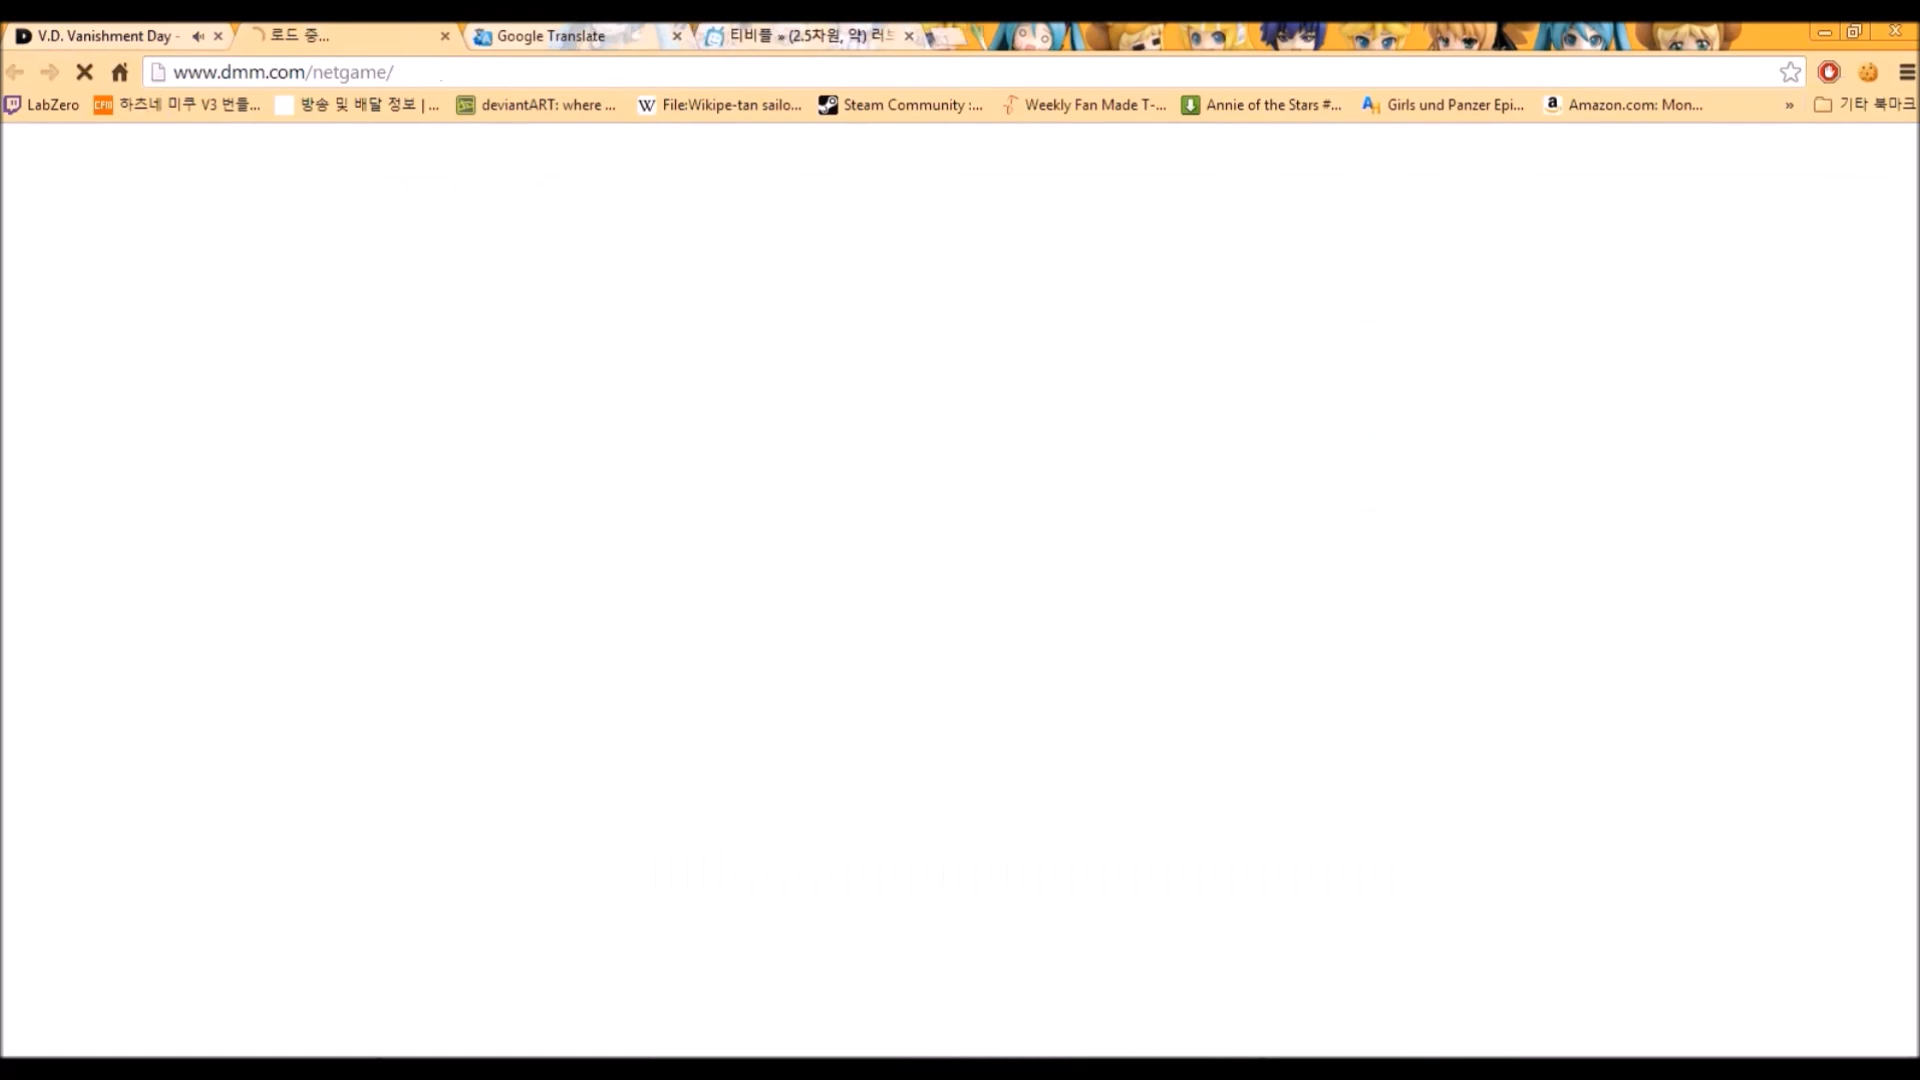 V.D. Vanishment Day -
로드 중...
Google Translate
티비플 » (2.5차원, 약) 러
www.dmm.com/netgame/
LabZero
하츠네 미쿠 V3 번들...
방송 및 배달 정보 | ...
deviantART: where ...
File:Wikipe-tan sailo...
Steam Community :...
Weekly Fan Made T-...
Annie of the Stars #...
Girls und Panzer Epi...
Amazon.com: Mon...
»
기타 북마크